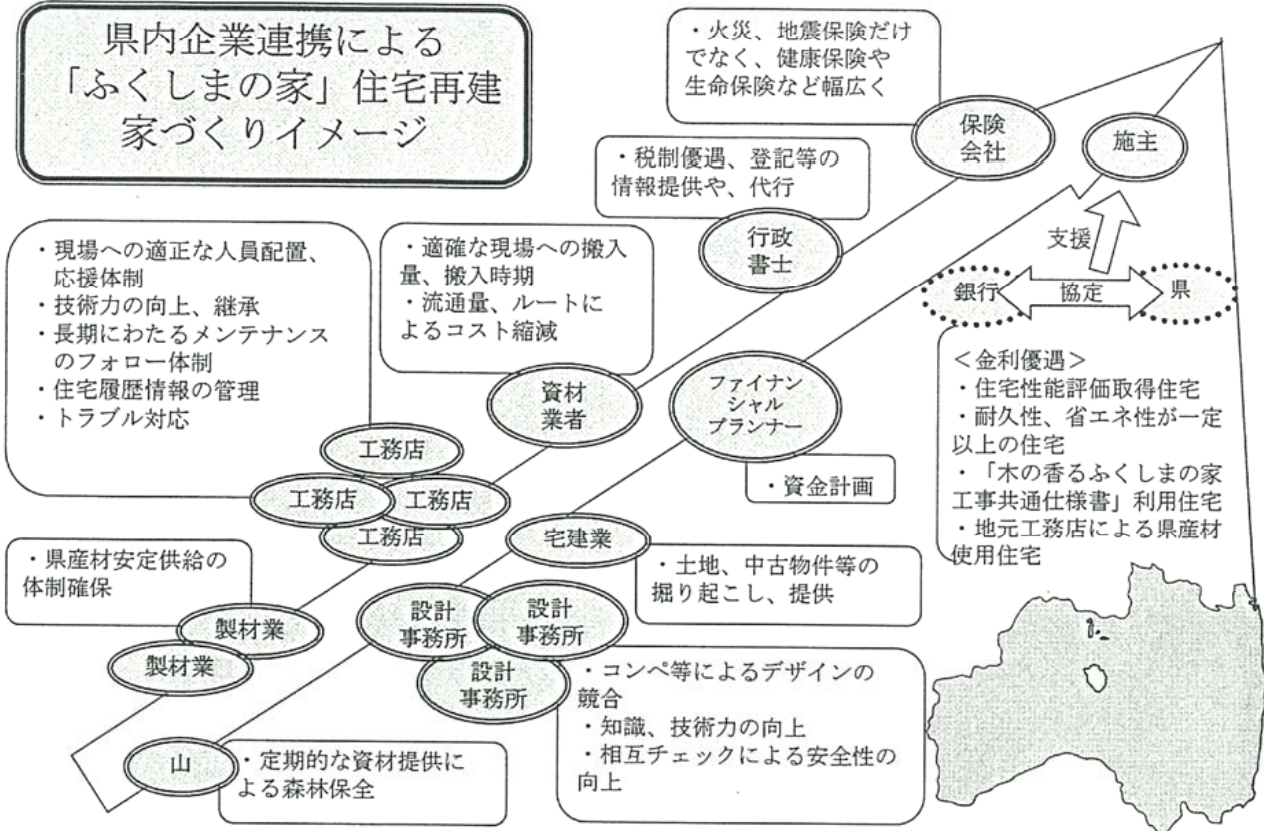 県内企業連携による
「ふくしまの家」住宅再建
家づくりイメージ
・火災、地震保険だけ
でなく、健康保険や
生命保険など幅広く
保険
会社
施主
・税制優遇、登記等の
情報提供や、代行
行政
書士
支援
銀行
協定
県
・現場への適正な人員配置、
応援体制
・技術力の向上、継承
・長期にわたるメンテナンス
のフォロー体制
・住宅履歴情報の管理
・トラブル対応
・適確な現場への搬入
量、搬入時期
・流通量、ルートに
よるコスト縮減
資材
業者
ファイナン
シャル
プランナー
・資金計画
＜金利優遇＞
・住宅性能評価取得住宅
・耐久性、省エネ性が一定
以上の住宅
・「木の香るふくしまの家
工事共通仕様書」利用住宅
・地元工務店による県産材
使用住宅
工務店
工務店
工務店
工務店
宅建業
・土地、中古物件等の
掘り起こし、提供
・県産材安定供給の
体制確保
製材業
製材業
設計
事務所
設計
事務所
設計
事務所
・コンペ等によるデザインの
競合
・知識、技術力の向上
・相互チェックによる安全性の
向上
山
・定期的な資材提供に
よる森林保全